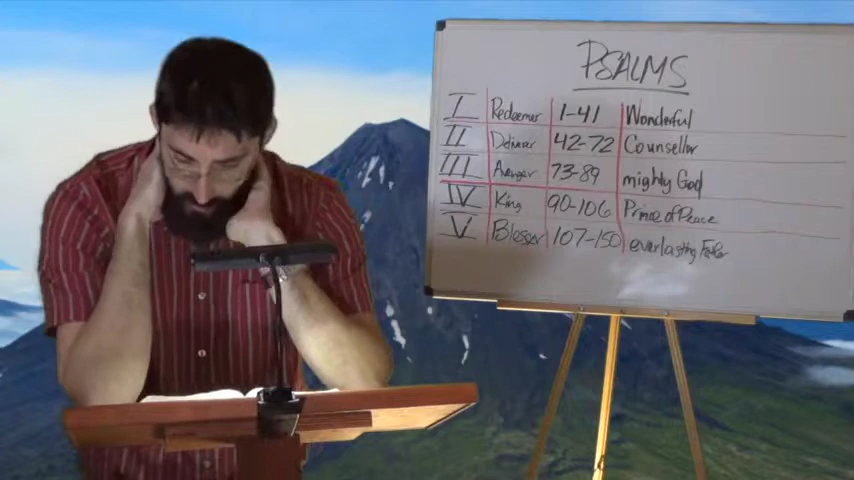 PSALMS
I Redeemer 1-41 Wonderful
II Deliverer 42-72 Counsellor
III Avenger 73-89 mighty God
IV King 90-106 Prince of Peace
V Blesser 107-150 everlasting Father